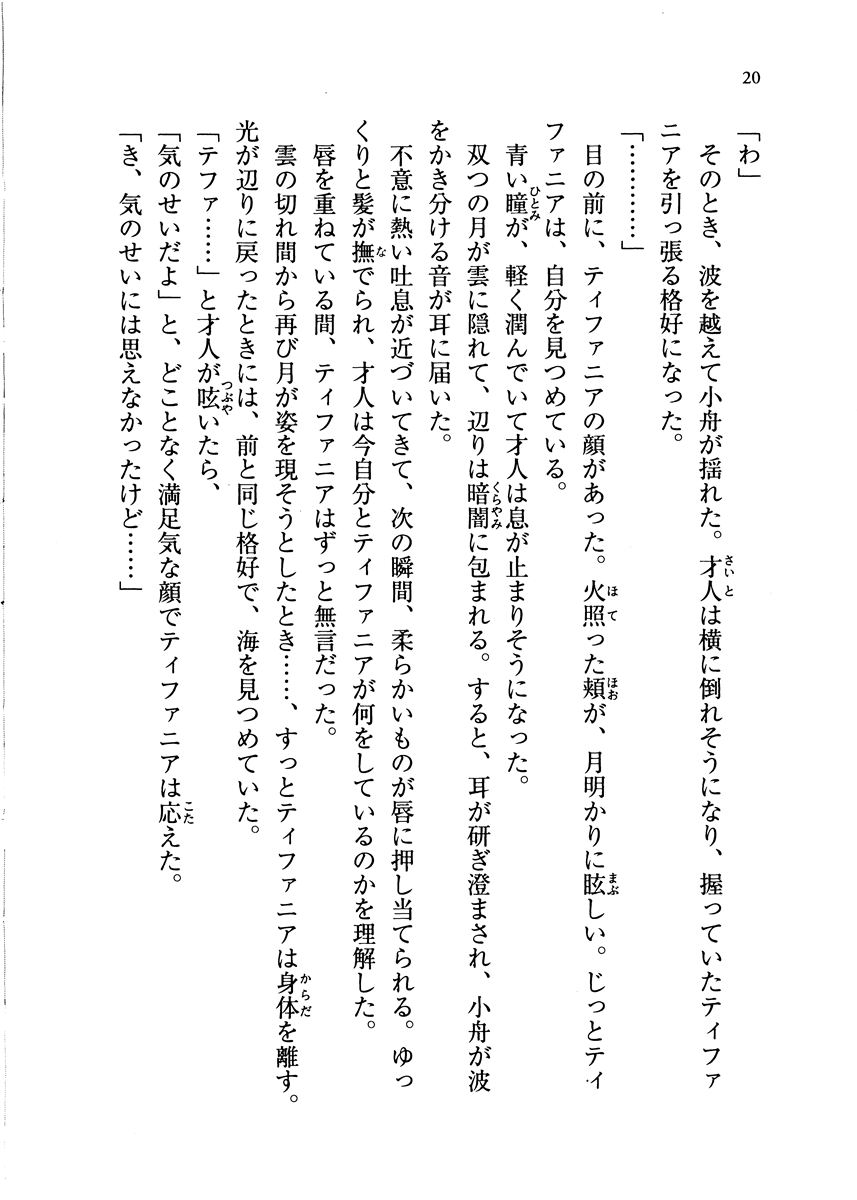 20
「わ」
そのとき、波を越えて小舟が揺れた。才人は横に倒れそうになり、握っていたティファ
ニアを引っ張る格好になった。
「…………」
目の前に、ティファニアの顔があった。火照った頬が、月明かりに眩しい。じっとティ
ファニアは、自分を見つめている。
青い瞳が、軽く潤んでいて才人は息が止まりそうになった。
双つの月が雲に隠れて、辺りは暗闇に包まれる。すると、耳が研ぎ澄まされ、小舟が波
をかき分ける音が耳に届いた。
不意に熱い吐息が近づいてきて、次の瞬間、柔らかいものが唇に押し当てられる。ゆっ
くりと髪が撫でられ、才人は今自分とティファニアが何をしているのかを理解した。
唇を重ねている間、ティファニアはずっと無言だった。
雲の切れ間から再び月が姿を現そうとしたとき……、すっとティファニアは身体を離す。
光が辺りに戻ったときには、前と同じ格好で、海を見つめていた。
「テファ……」と才人が呟いたら、
「気のせいだよ」と、どことなく満足気な顔でティファニアは応えた。
「き、気のせいには思えなかったけど……」